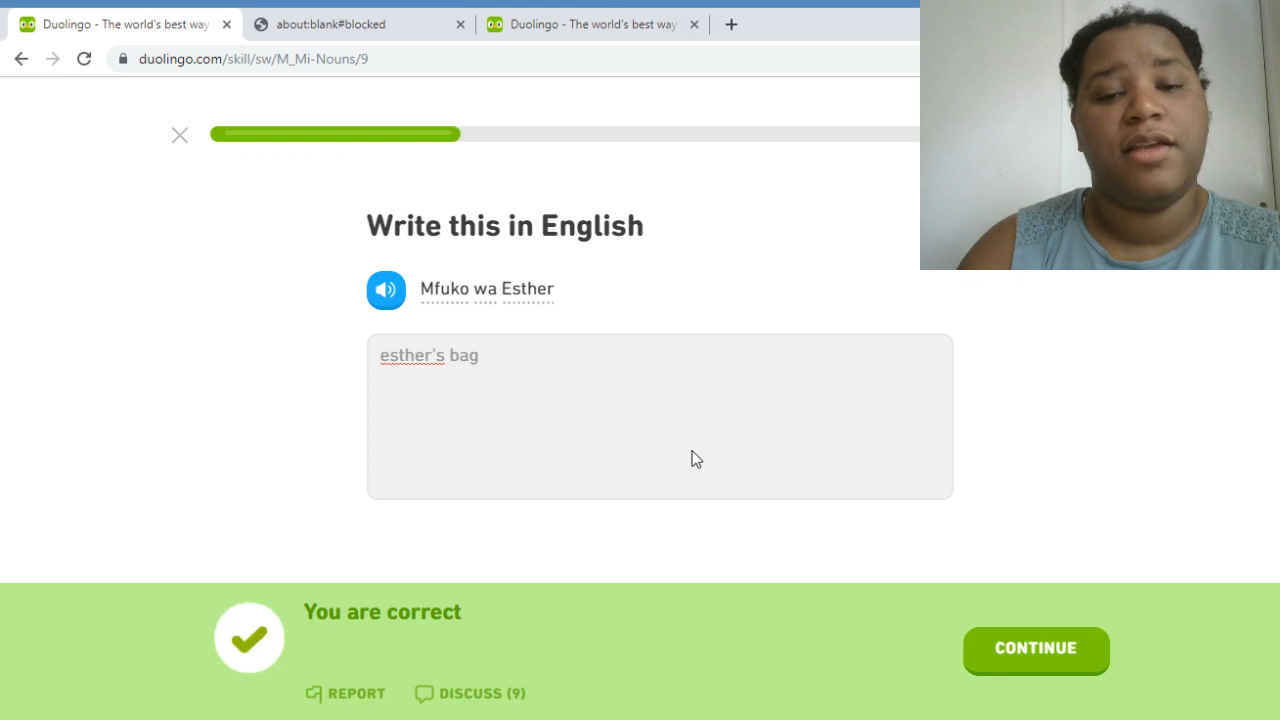 Duolingo - The world's best way
about:blank#blocked
Duolingo - The world's best way
duolingo.com/skill/sw/M_Mi-Nouns/9
Write this in English
Mfuko wa Esther
esther's bag
You are correct
CONTINUE
REPORT
DISCUSS (9)